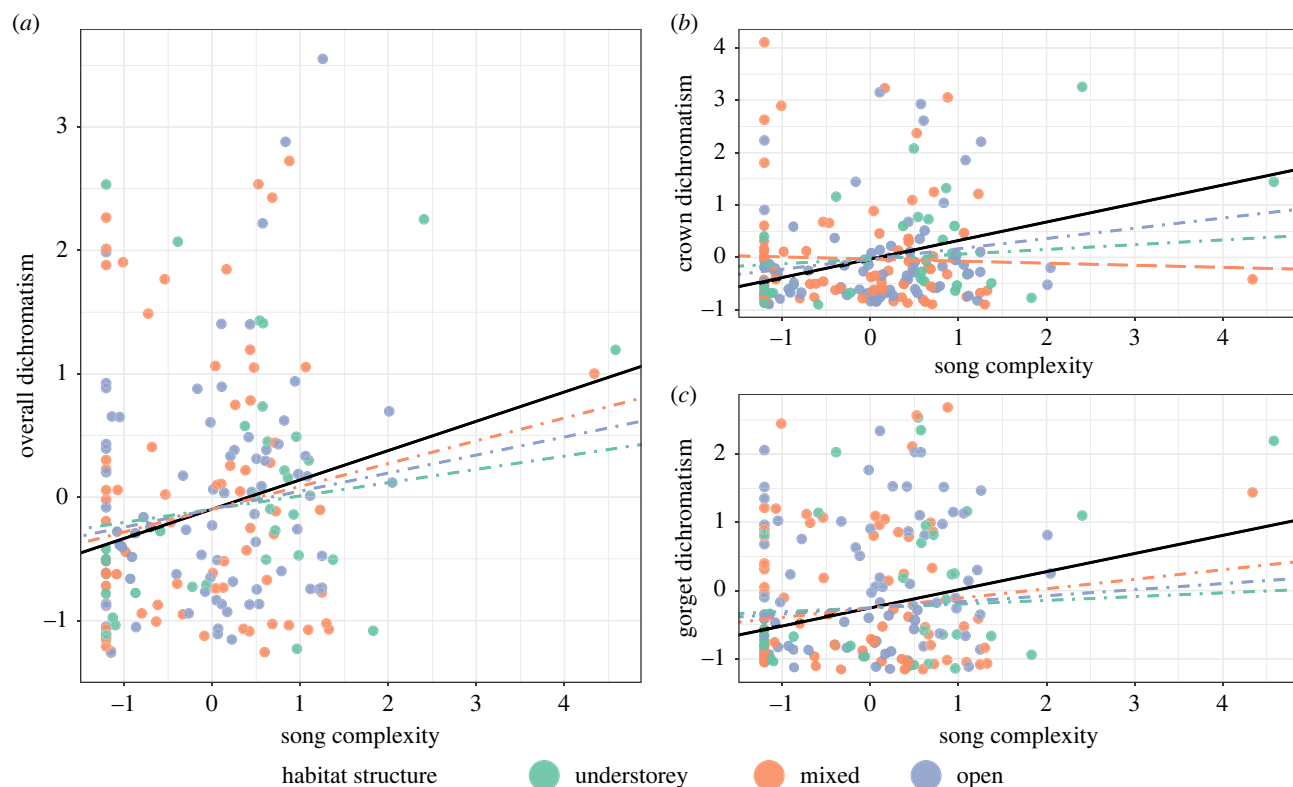 (a)
overall dichromatism
3
2
1
0
–1
–1 0 1 2 3 4
song complexity
(b)
crown dichromatism
4
3
2
1
0
–1
–1 0 1 2 3 4
song complexity
(c)
gorget dichromatism
2
1
0
–1
–1 0 1 2 3 4
song complexity
habitat structure understorey mixed open